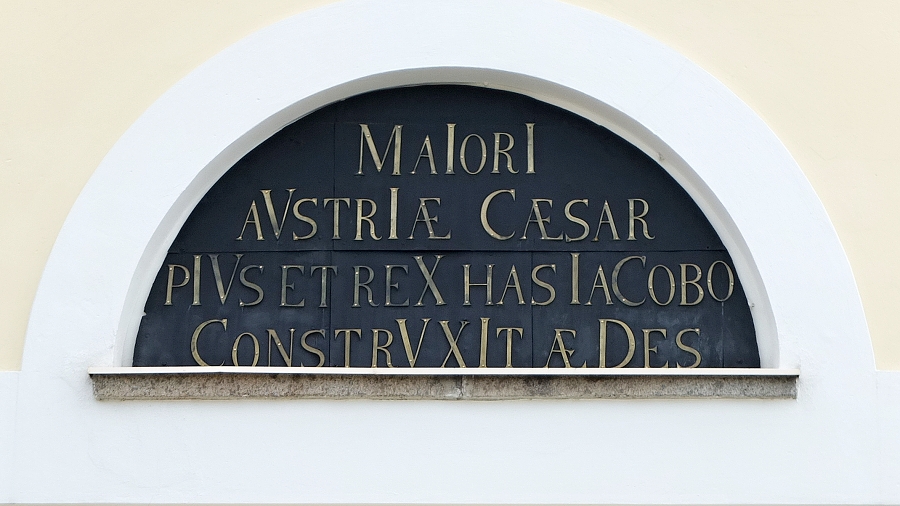 MAIORI
AVSTRIÆ CÆSAR
PIVS ET REX HAS IACOBO
CONSTRVXIT ÆDES